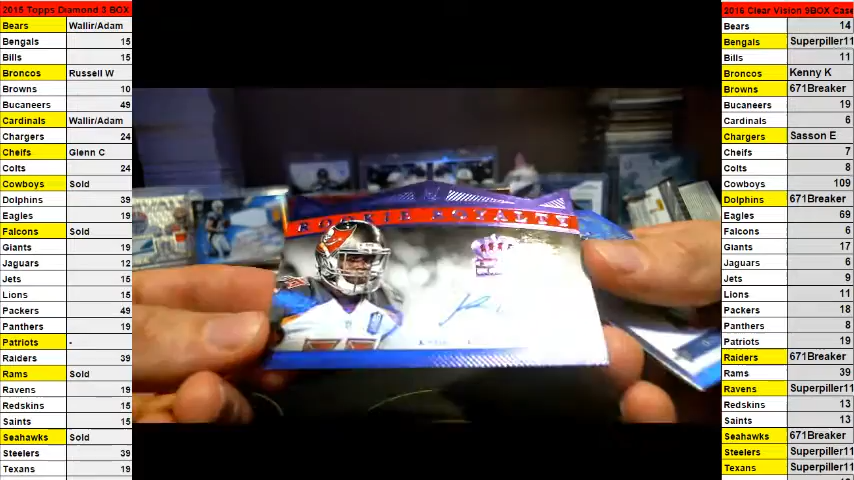 2015 Topps Diamond 3 BOX
Bears Wallir/Adam
Bengals 15
Bills 15
Broncos Russell W
Browns 10
Bucaneers 49
Cardinals Wallir/Adam
Chargers 24
Cheifs Glenn C
Colts 24
Cowboys Sold
Dolphins 39
Eagles 19
Falcons Sold
Giants 19
Jaguars 12
Jets 15
Lions 15
Packers 49
Panthers 19
Patriots -
Raiders 39
Rams Sold
Ravens 19
Redskins 15
Saints 15
Seahawks Sold
Steelers 39
Texans 19
ROOKIE ROYALTY
2016 Clear Vision 9BOX Case
Bears 14
Bengals Superpiller11
Bills 11
Broncos Kenny K
Browns 671Breaker
Bucaneers 19
Cardinals 6
Chargers Sasson E
Cheifs 7
Colts 8
Cowboys 109
Dolphins 671Breaker
Eagles 69
Falcons 6
Giants 17
Jaguars 6
Jets 9
Lions 11
Packers 18
Panthers 8
Patriots 19
Raiders 671Breaker
Rams 39
Ravens Superpiller11
Redskins 13
Saints 13
Seahawks 671Breaker
Steelers Superpiller11
Texans Superpiller11